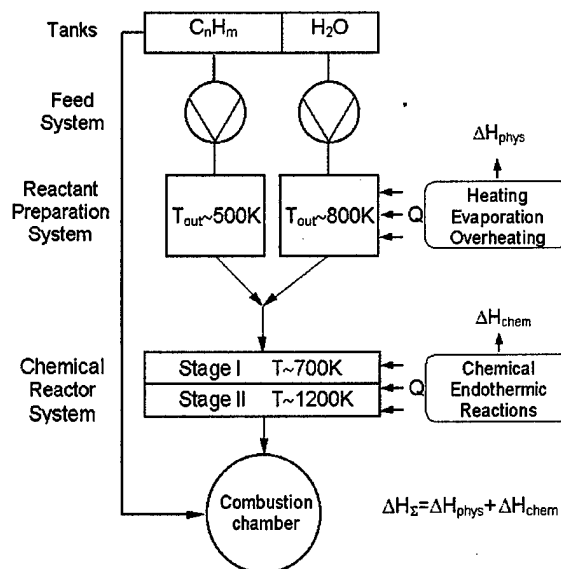 Tanks
CₙHₘ
H₂O
Feed
System
ΔHphys
Reactant
Preparation
System
Tout~500K
Tout~800K
Q
Heating
Evaporation
Overheating
ΔHchem
Chemical
Reactor
System
Stage I T~700K
Stage II T~1200K
Q
Chemical
Endothermic
Reactions
Combustion
chamber
ΔHΣ=ΔHphys+ΔHchem